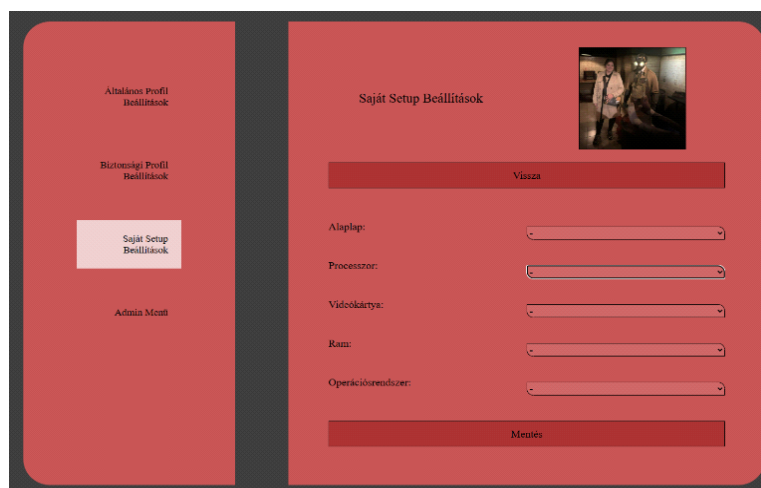 Általános Profil
Beállítások
Biztonsági Profil
Beállítások
Saját Setup
Beállítások
Admin Menü
Saját Setup Beállítások
Vissza
Alaplap:
-
Processzor:
-
Videókártya:
-
Ram:
-
Operációsrendszer:
-
Mentés